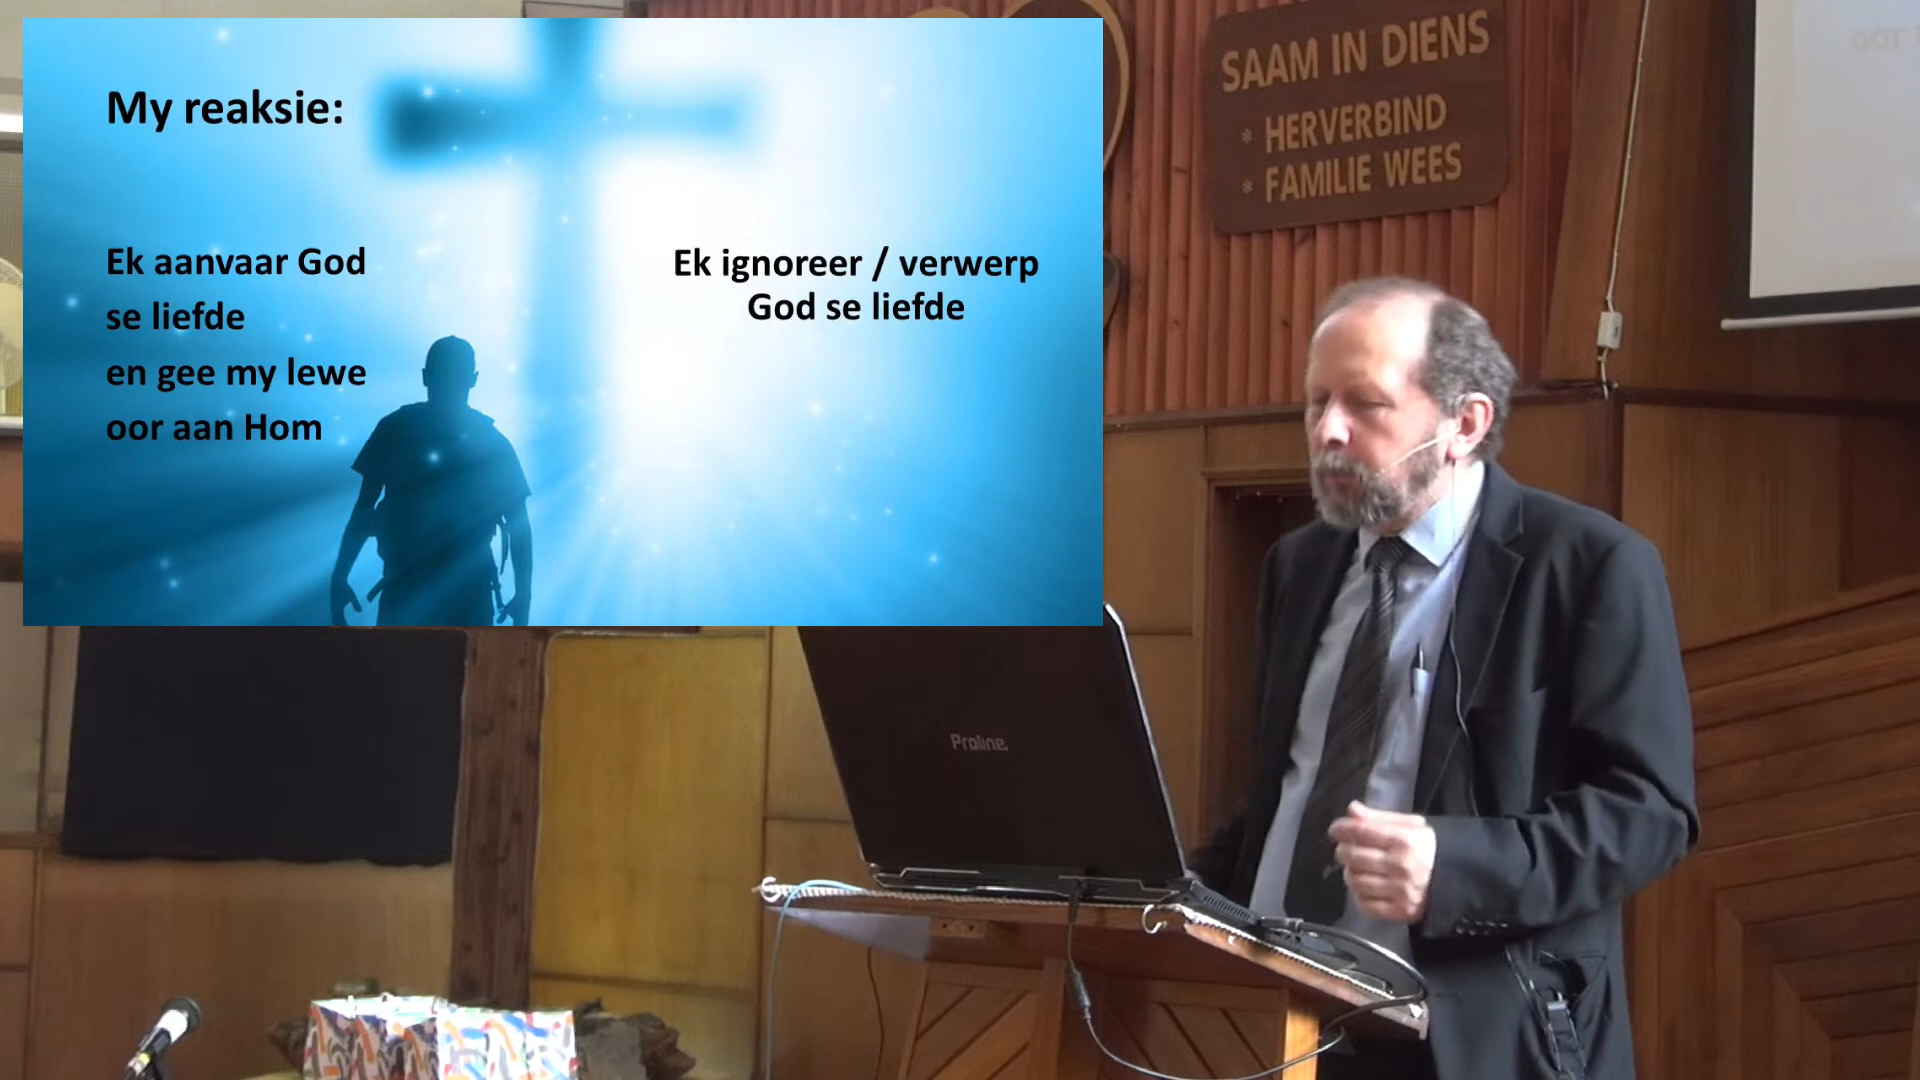 My reaksie:
Ek aanvaar God
se liefde
en gee my lewe
oor aan Hom
Ek ignoreer / verwerp
God se liefde
SAAM IN DIENS
* HERVERBIND
* FAMILIE WEES
oor
Proline